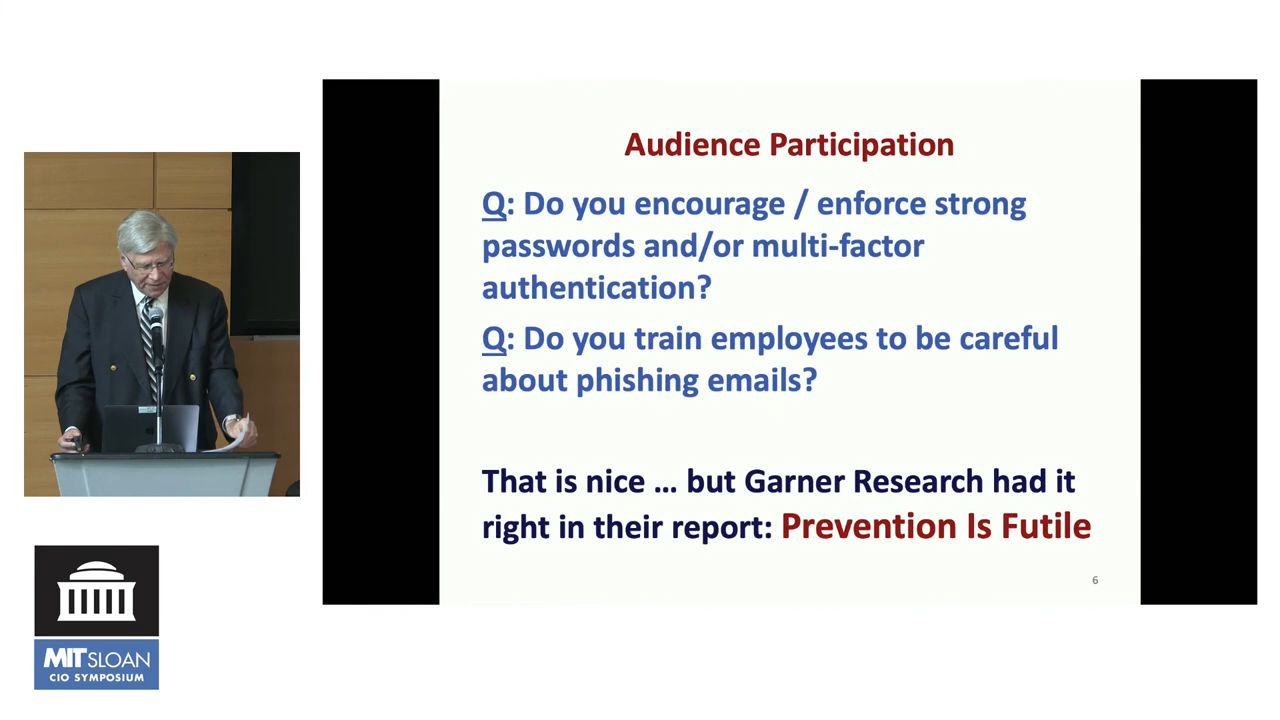 Audience Participation
Q: Do you encourage / enforce strong
passwords and/or multi-factor
authentication?
Q: Do you train employees to be careful
about phishing emails?
That is nice ... but Garner Research had it
right in their report: Prevention Is Futile
6
MIT SLOAN
CIO SYMPOSIUM